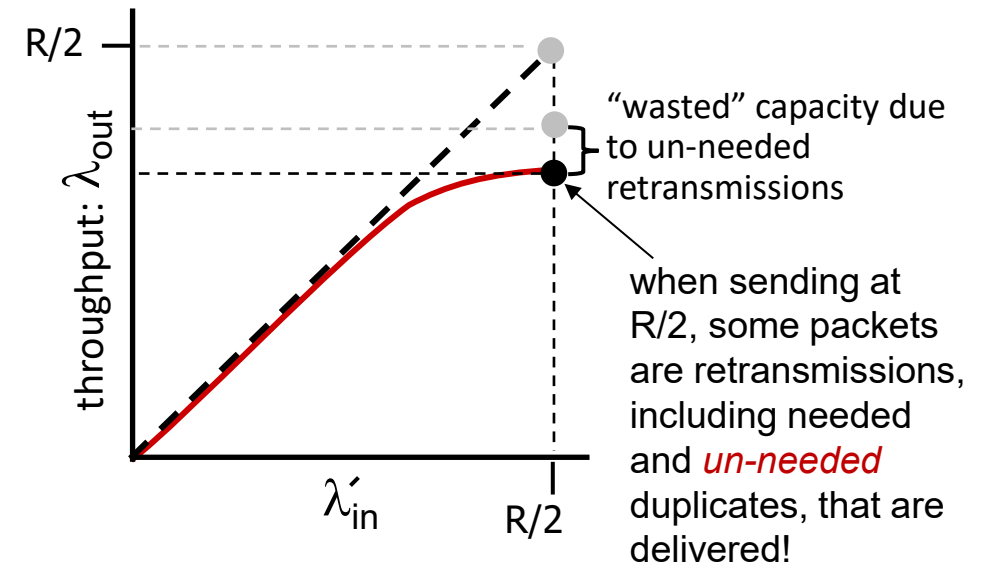 R/2
throughput: λout
“wasted” capacity due
to un-needed
retransmissions
when sending at
R/2, some packets
are retransmissions,
including needed
and un-needed
duplicates, that are
delivered!
λ′in
R/2